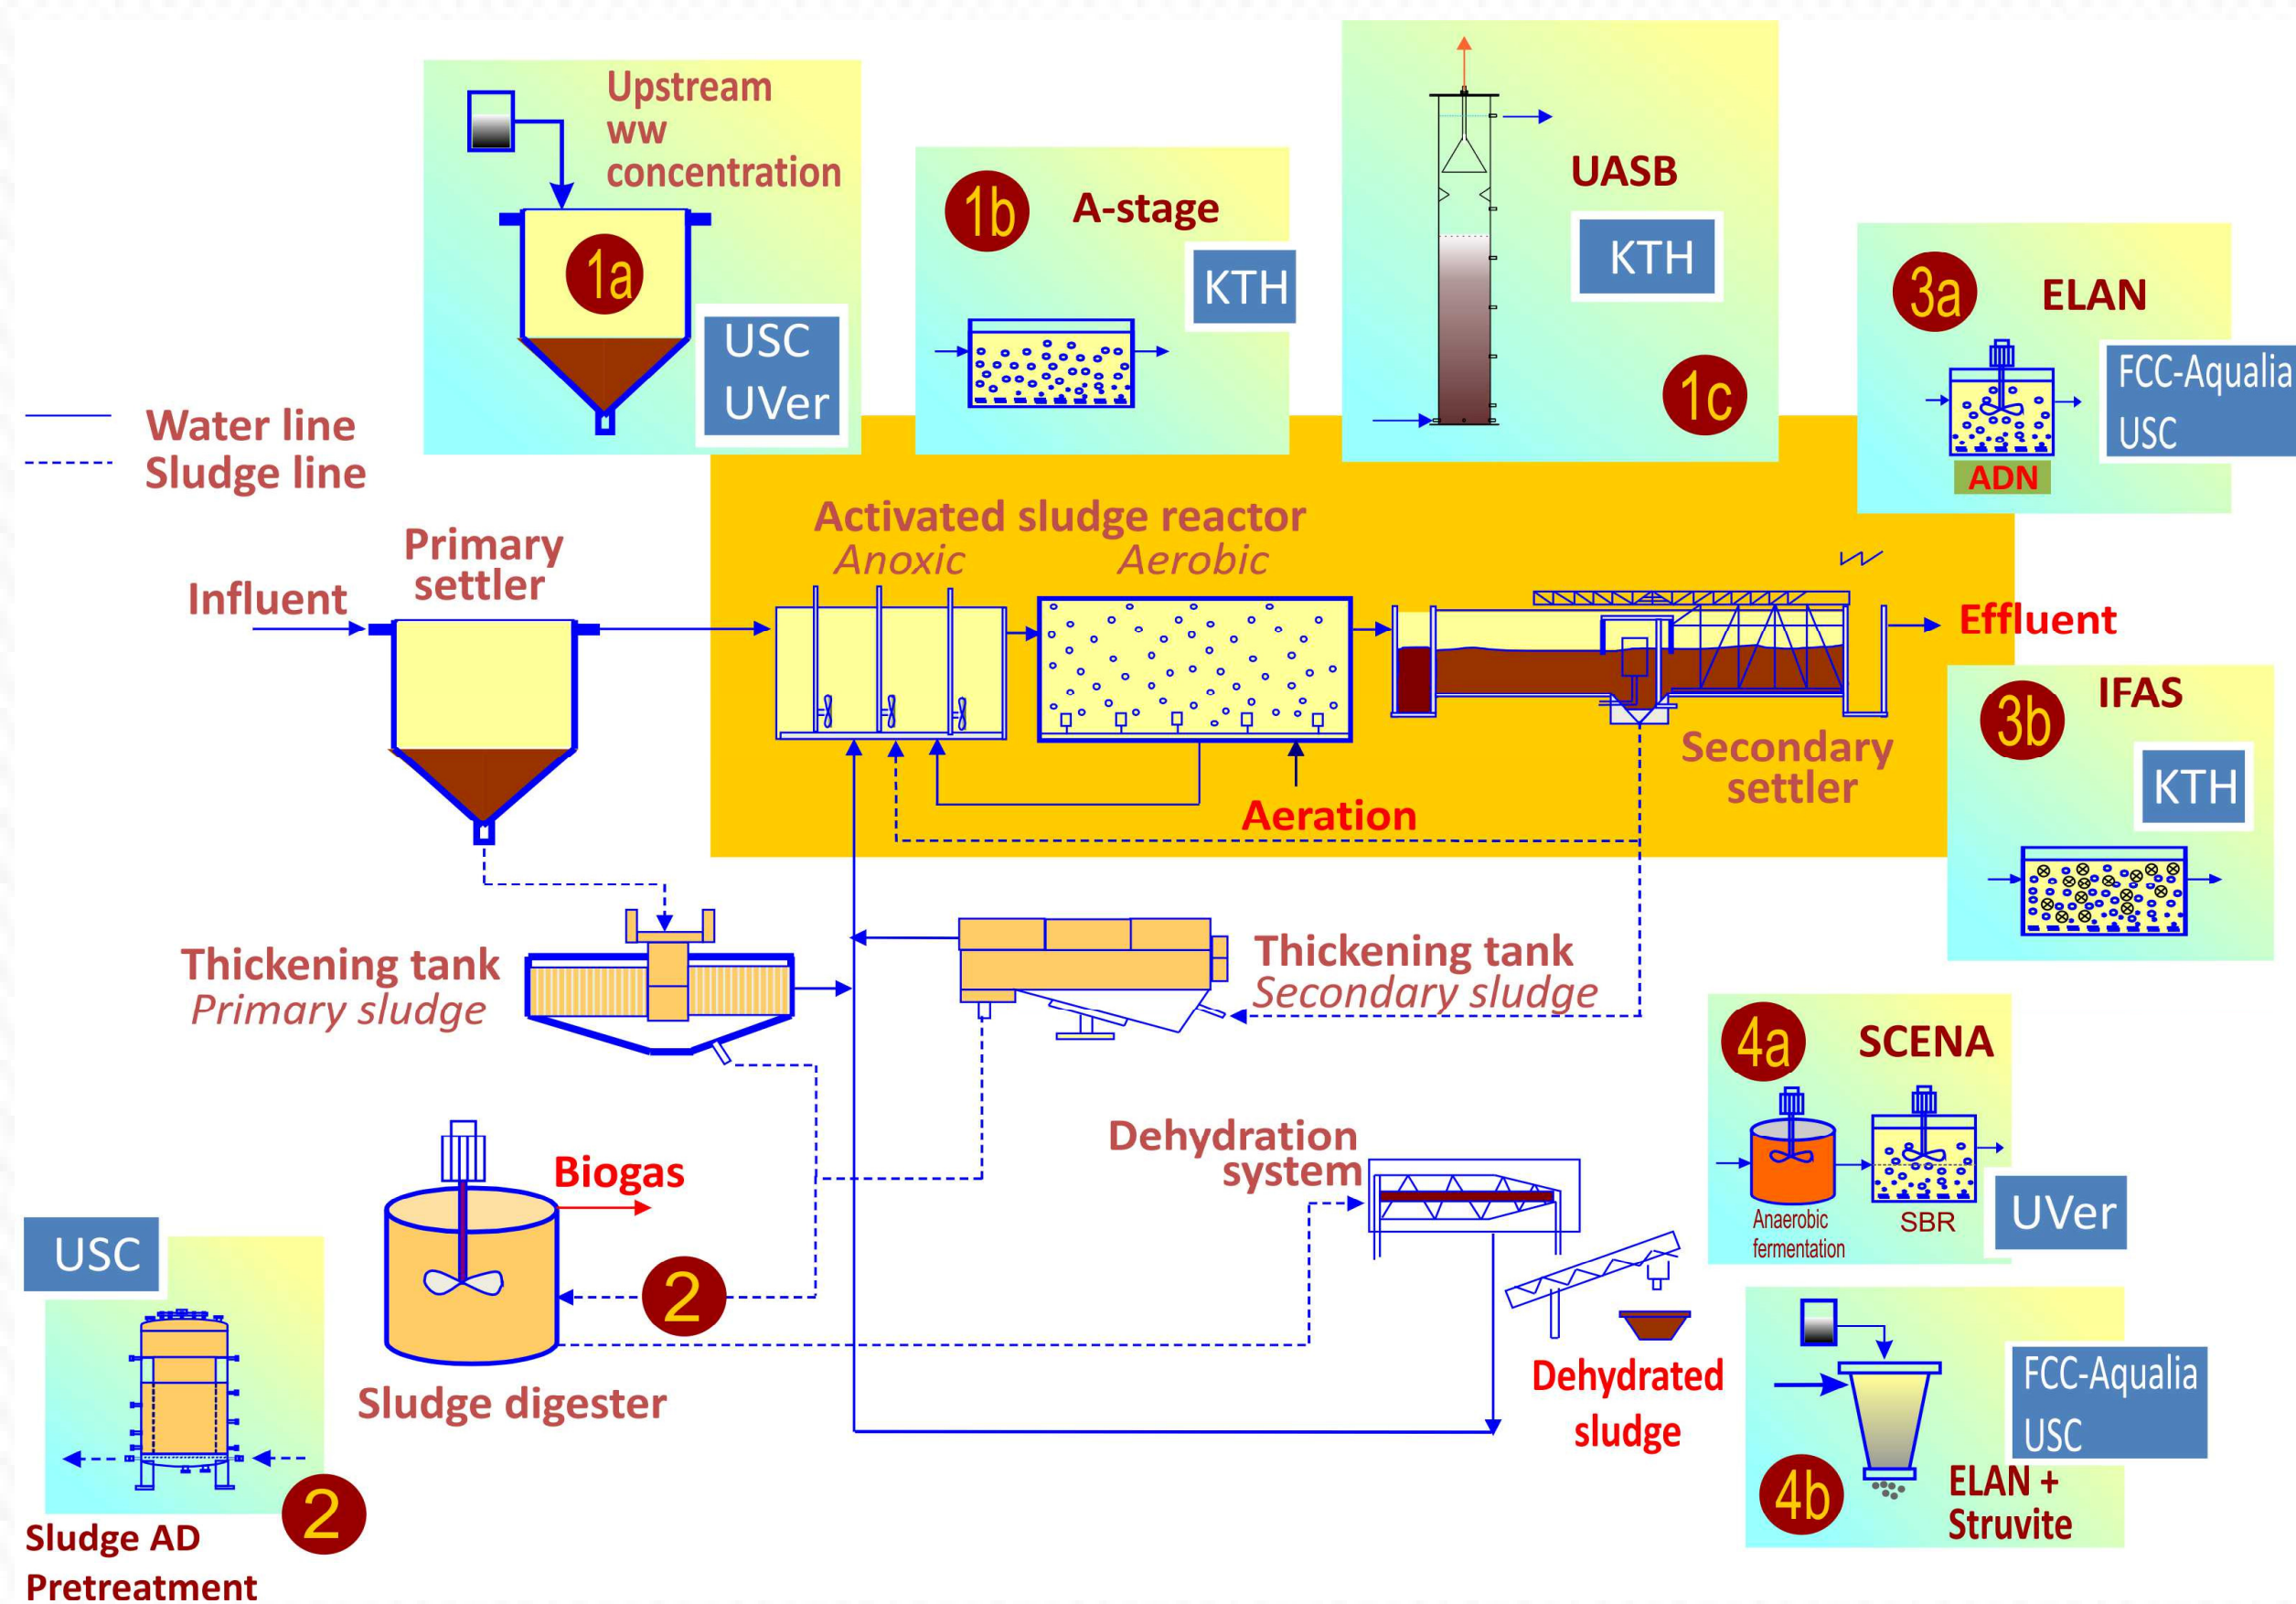 Upstream
ww
concentration
1a
USC
UVer
1b
A-stage
KTH
UASB
KTH
1c
3a
ELAN
FCC-Aqualia
USC
ADN
Water line
Sludge line
Primary
settler
Influent
Activated sludge reactor
Anoxic
Aerobic
Effluent
Secondary
settler
Aeration
3b
IFAS
KTH
Thickening tank
Primary sludge
Thickening tank
Secondary sludge
4a
SCENA
Anaerobic
fermentation
SBR
UVer
Dehydration
system
Biogas
2
Sludge digester
USC
2
Sludge AD
Pretreatment
Dehydrated
sludge
FCC-Aqualia
USC
4b
ELAN +
Struvite